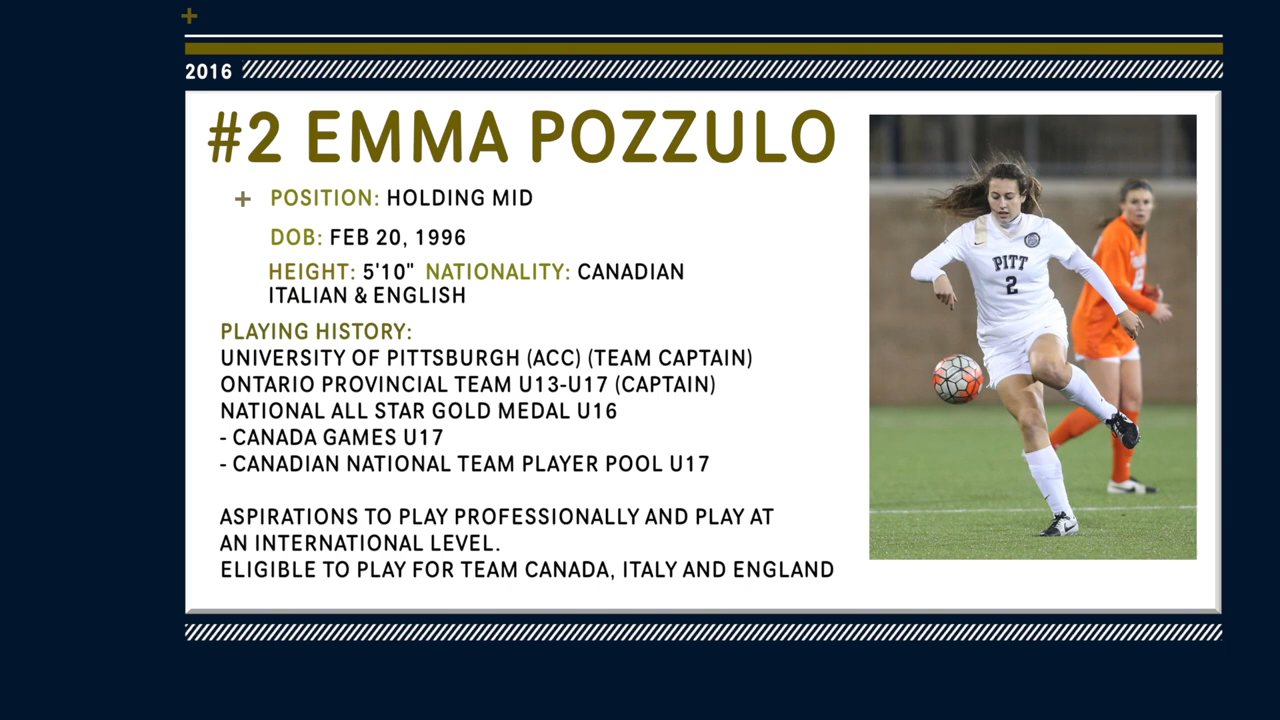 2016
#2 EMMA POZZULO
POSITION: HOLDING MID
DOB: FEB 20, 1996
HEIGHT: 5'10" NATIONALITY: CANADIAN
ITALIAN & ENGLISH
PLAYING HISTORY:
UNIVERSITY OF PITTSBURGH (ACC) (TEAM CAPTAIN)
ONTARIO PROVINCIAL TEAM U13-U17 (CAPTAIN)
NATIONAL ALL STAR GOLD MEDAL U16
- CANADA GAMES U17
- CANADIAN NATIONAL TEAM PLAYER POOL U17
ASPIRATIONS TO PLAY PROFESSIONALLY AND PLAY AT
AN INTERNATIONAL LEVEL.
ELIGIBLE TO PLAY FOR TEAM CANADA, ITALY AND ENGLAND
PITT
2